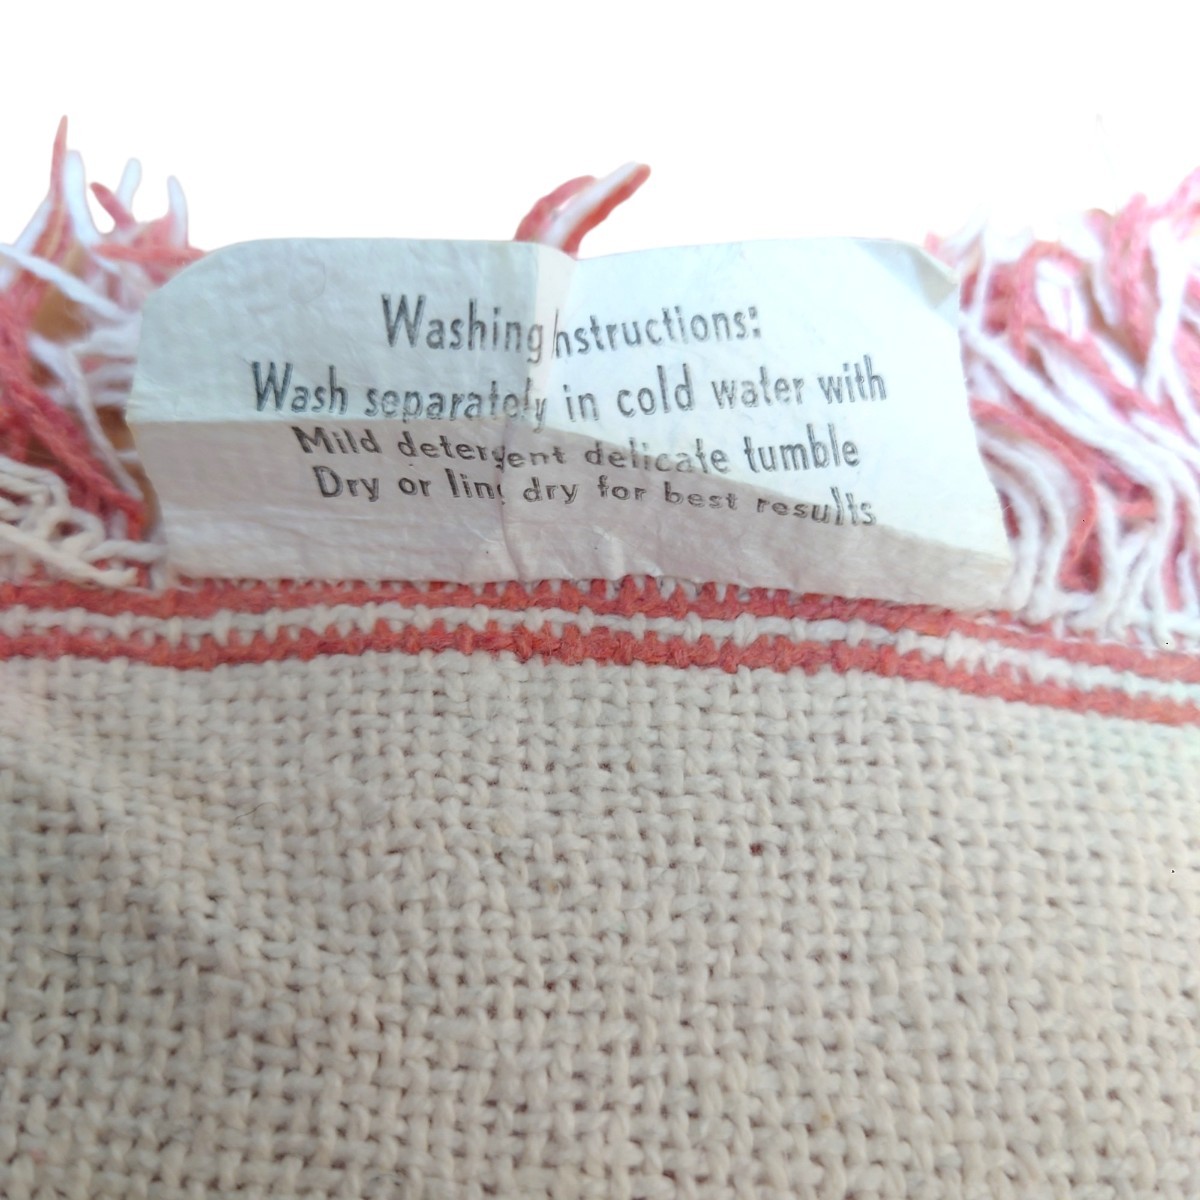 Washing Instructions:
Wash separately in cold water with
Mild detergent delicate tumble
Dry or line dry for best results